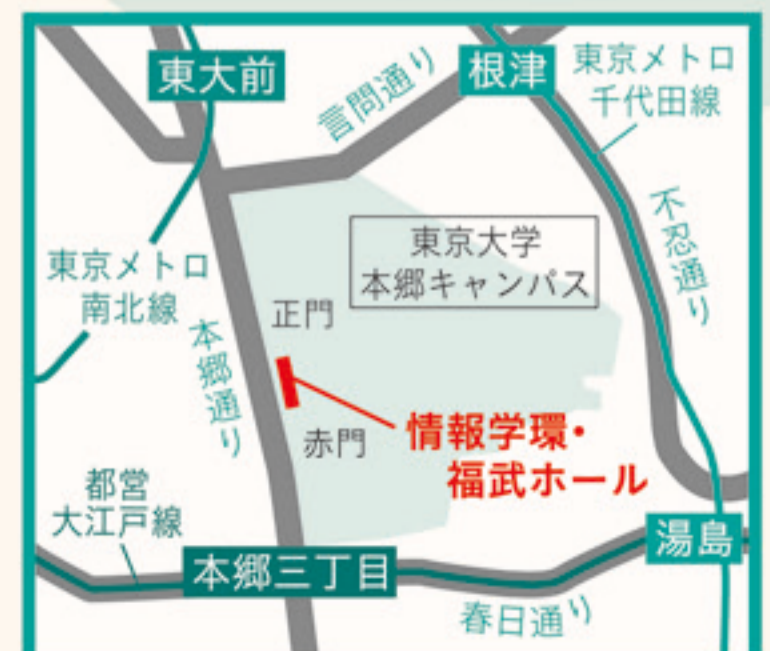 東大前
言問通り
根津
東京メトロ
千代田線
不忍通り
東京大学
本郷キャンパス
東京メトロ
南北線
正門
本郷通り
情報学環・
福武ホール
赤門
都営
大江戸線
本郷三丁目
湯島
春日通り